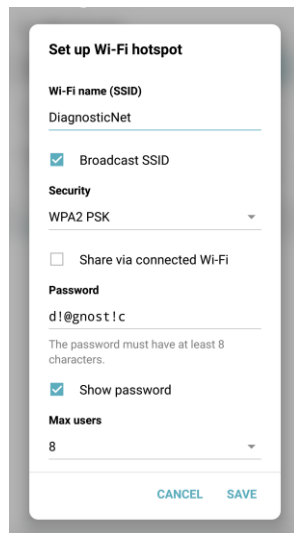 Set up Wi-Fi hotspot
Wi-Fi name (SSID)
DiagnosticNet
Broadcast SSID
Security
WPA2 PSK
Share via connected Wi-Fi
Password
d!@gnost!c
The password must have at least 8
characters.
Show password
Max users
8
CANCEL SAVE